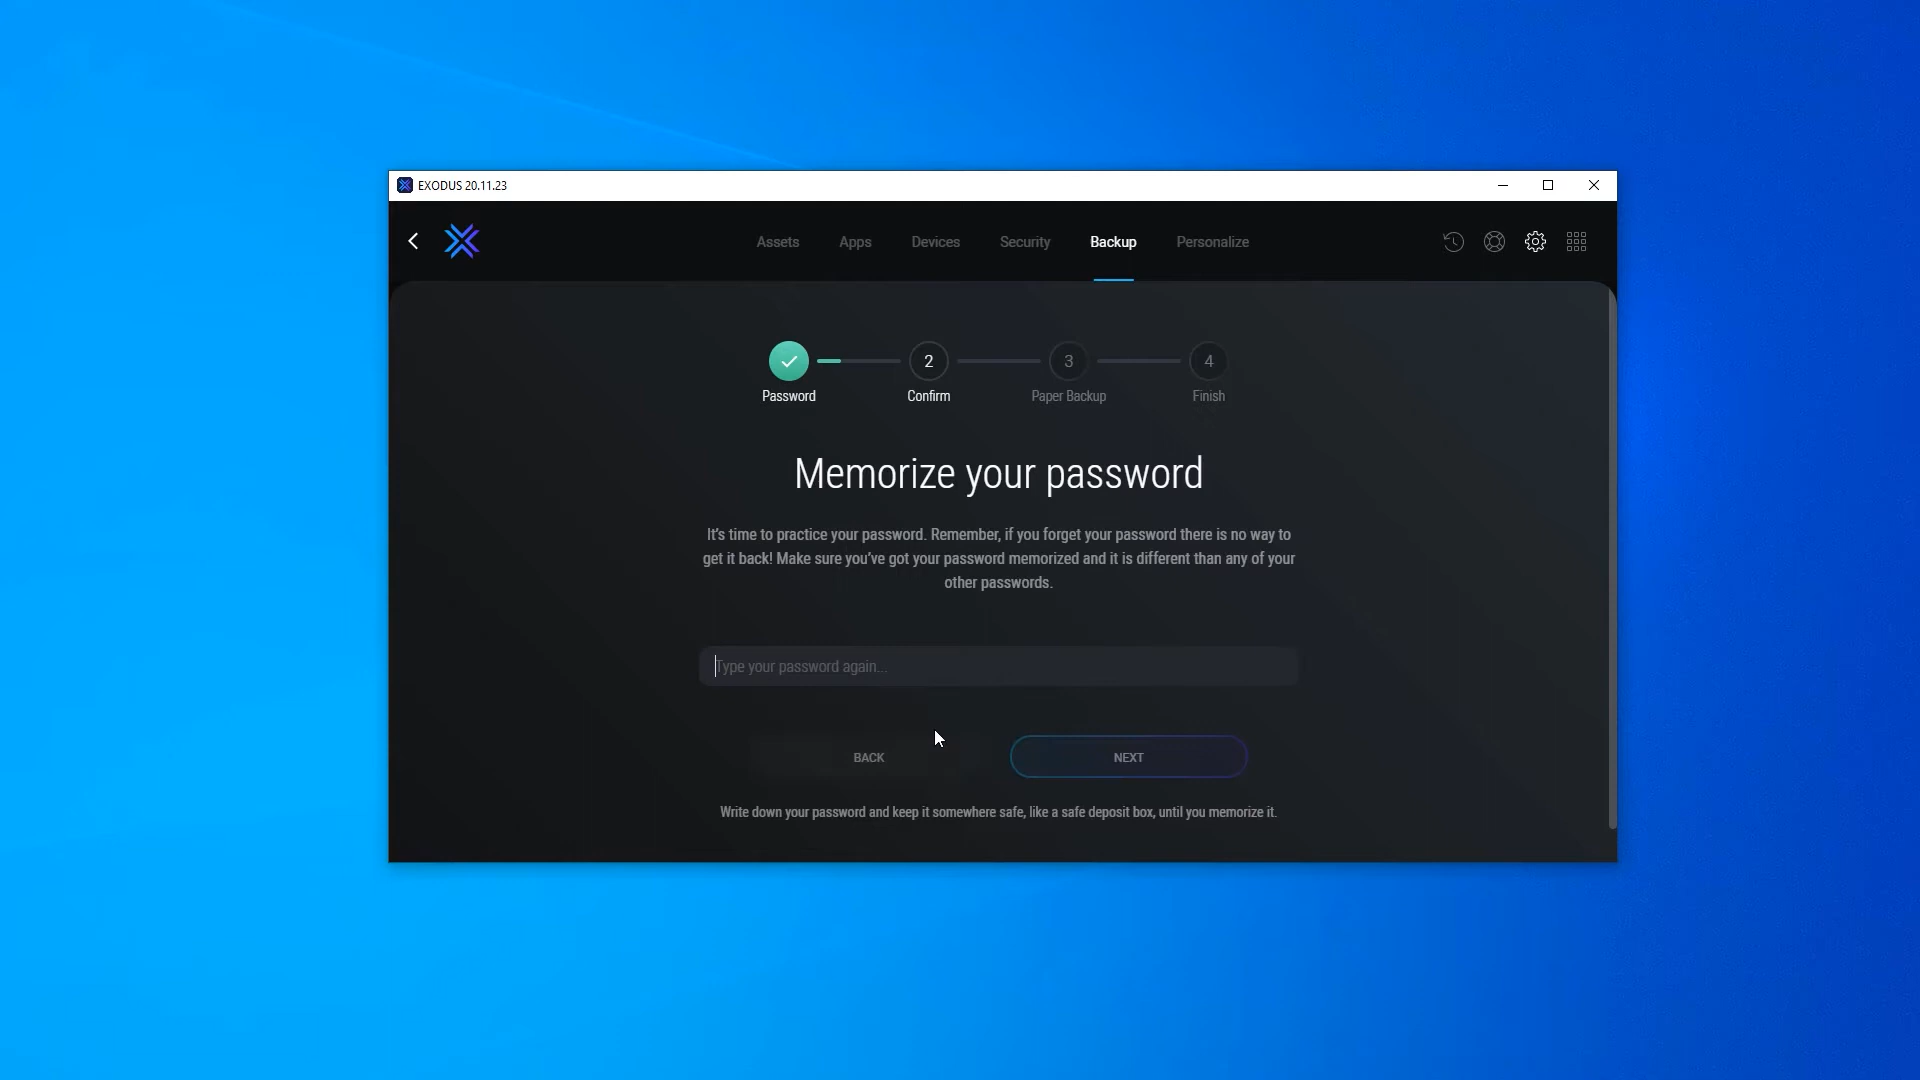 EXODUS 20.11.23
Assets
Apps
Devices
Security
Backup
Personalize
2
3
4
Password
Confirm
Paper Backup
Finish
Memorize your password
It's time to practice your password. Remember, if you forget your password there is no way to
get it back! Make sure you've got your password memorized and it is different than any of your
other passwords.
Type your password again...
BACK
NEXT
Write down your password and keep it somewhere safe, like a safe deposit box, until you memorize it.